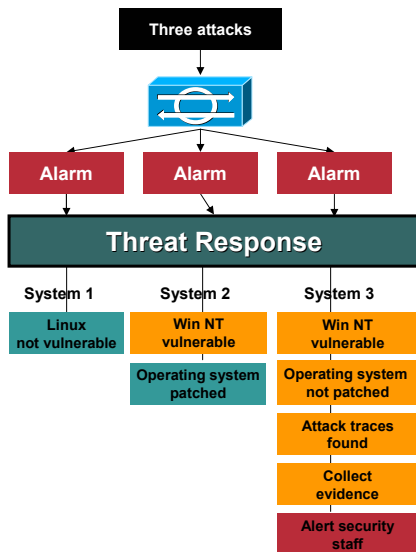 Three attacks
Alarm
Alarm
Alarm
Threat Response
System 1
System 2
System 3
Linux
not vulnerable
Win NT
vulnerable
Operating system
patched
Win NT
vulnerable
Operating system
not patched
Attack traces
found
Collect
evidence
Alert security
staff